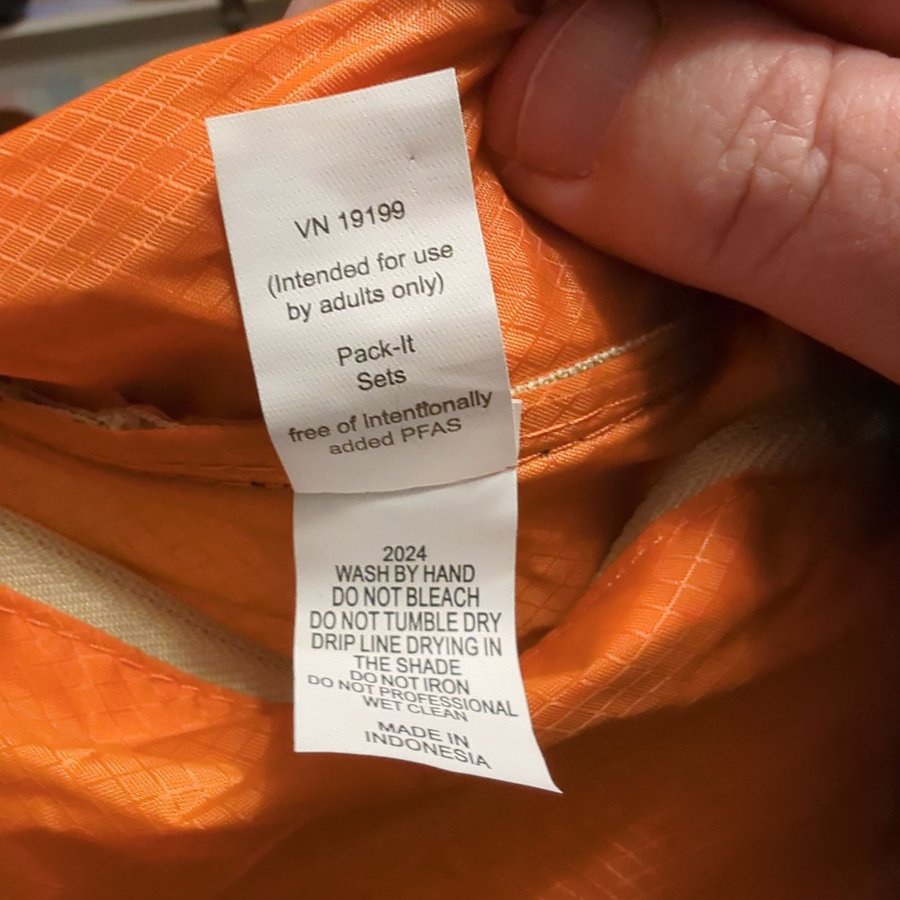 VN 19199
(Intended for use
by adults only)
Pack-It
Sets
free of intentionally
added PFAS
2024
WASH BY HAND
DO NOT BLEACH
DO NOT TUMBLE DRY
DRIP LINE DRYING IN
THE SHADE
DO NOT IRON
DO NOT PROFESSIONAL
WET CLEAN
MADE IN
INDONESIA